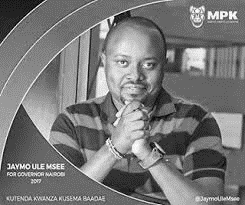 MPK
JAYMO ULE MSEE
FOR GOVERNOR NAIROBI
2017
KUTENDA KWANZA KUSEMA BAADAE
@JaymoUleMsee